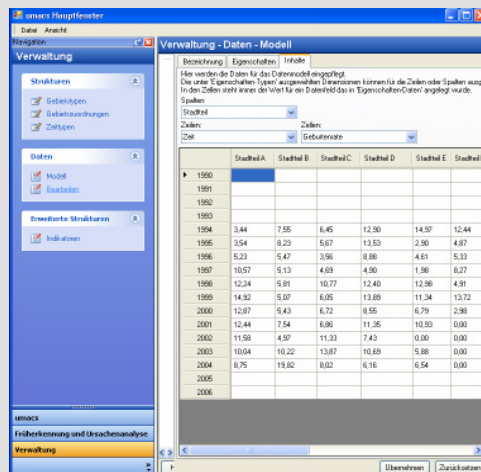 umacs Hauptfenster
Datei Ansicht
Navigation
Verwaltung
Strukturen
Gebietstypen
Gebietszuordnungen
Zeittypen
Daten
Modell
Bearbeiten
Erweiterte Strukturen
Indikatoren
umacs
Früherkennung und Ursachenanalyse
Verwaltung
Verwaltung - Daten - Modell
Bezeichnung Eigenschaften Inhalte
Hier werden die Daten für das Datenmodell eingepflegt.
Die unter 'Eigenschaften-Typen' ausgewählten Dimensionen können für die Zeilen oder Spalten ausg
In den Zellen steht immer der Wert für ein Datenfeld das in 'Eigenschaften-Daten' angelegt wurde.
Spalten:
Stadtteil
Zeilen: Zellen:
Zeit Geburtenrate
Stadtteil A Stadtteil B Stadtteil C Stadtteil D Stadtteil E Stadtteil
1990
1991
1992
1993
1994 3,44 7,55 6,45 12,90 14,97 12,44
1995 3,54 8,23 5,67 13,53 2,90 4,87
1996 5,23 5,47 3,56 8,88 4,61 5,33
1997 10,57 5,13 4,69 4,90 1,98 8,27
1998 12,24 5,81 10,77 12,40 12,98 4,91
1999 14,92 5,07 6,05 13,89 11,34 13,72
2000 12,87 5,43 6,72 8,55 6,79 2,98
2001 12,44 7,54 6,86 11,35 10,93 0,00
2002 11,58 4,97 11,33 7,43 0,00 0,00
2003 10,04 10,22 13,87 10,69 5,88 0,00
2004 8,75 19,82 8,02 6,16 6,54 0,00
2005
2006
Übernehmen Zurücksetzen